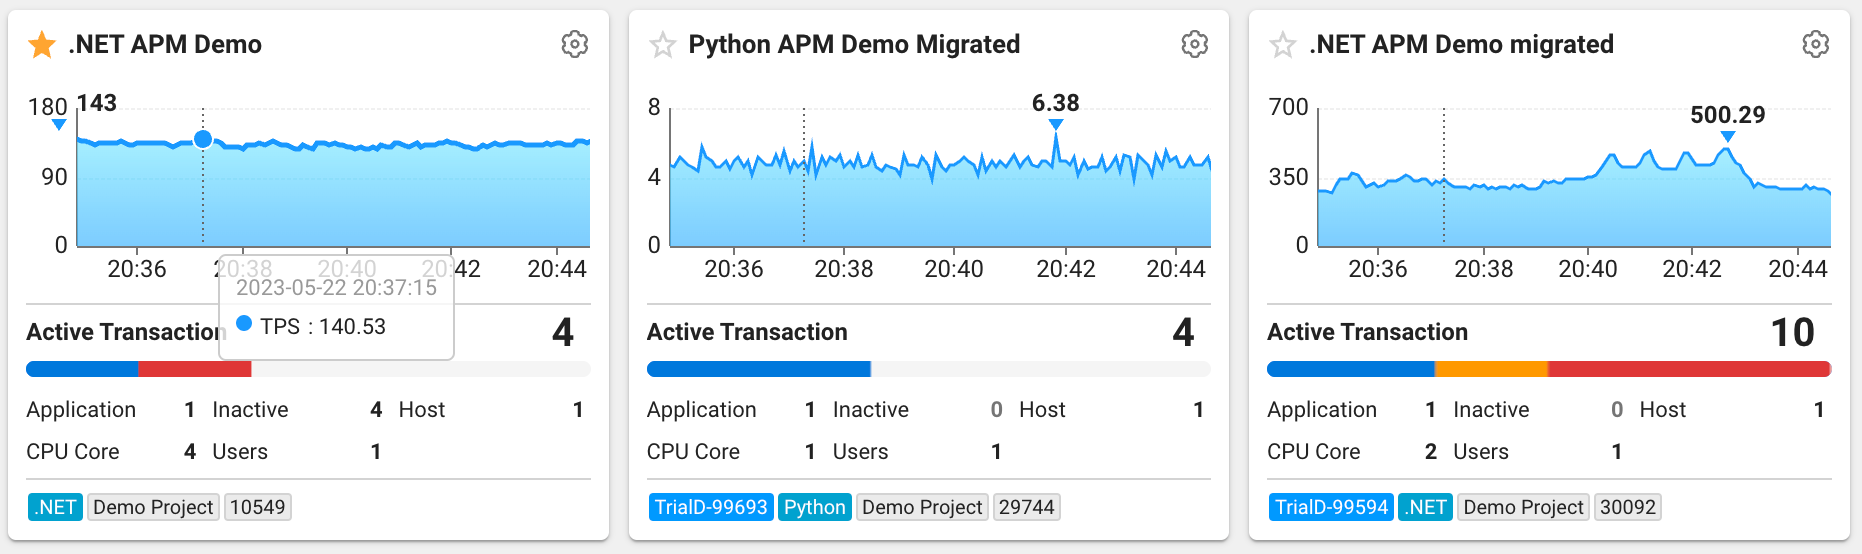 .NET APM Demo
180 143
90
0
20:36 20:38 20:40 20:42 20:44
2023-05-22 20:37:15
TPS : 140.53
Active Transaction 4
Application 1 Inactive 4 Host 1
CPU Core 4 Users 1
.NET Demo Project 10549
Python APM Demo Migrated
8 6.38
4
0
20:36 20:38 20:40 20:42 20:44
Active Transaction 4
Application 1 Inactive 0 Host 1
CPU Core 1 Users 1
TrialD-99693 Python Demo Project 29744
.NET APM Demo migrated
700 500.29
350
0
20:36 20:38 20:40 20:42 20:44
Active Transaction 10
Application 1 Inactive 0 Host 1
CPU Core 2 Users 1
TrialD-99594 .NET Demo Project 30092